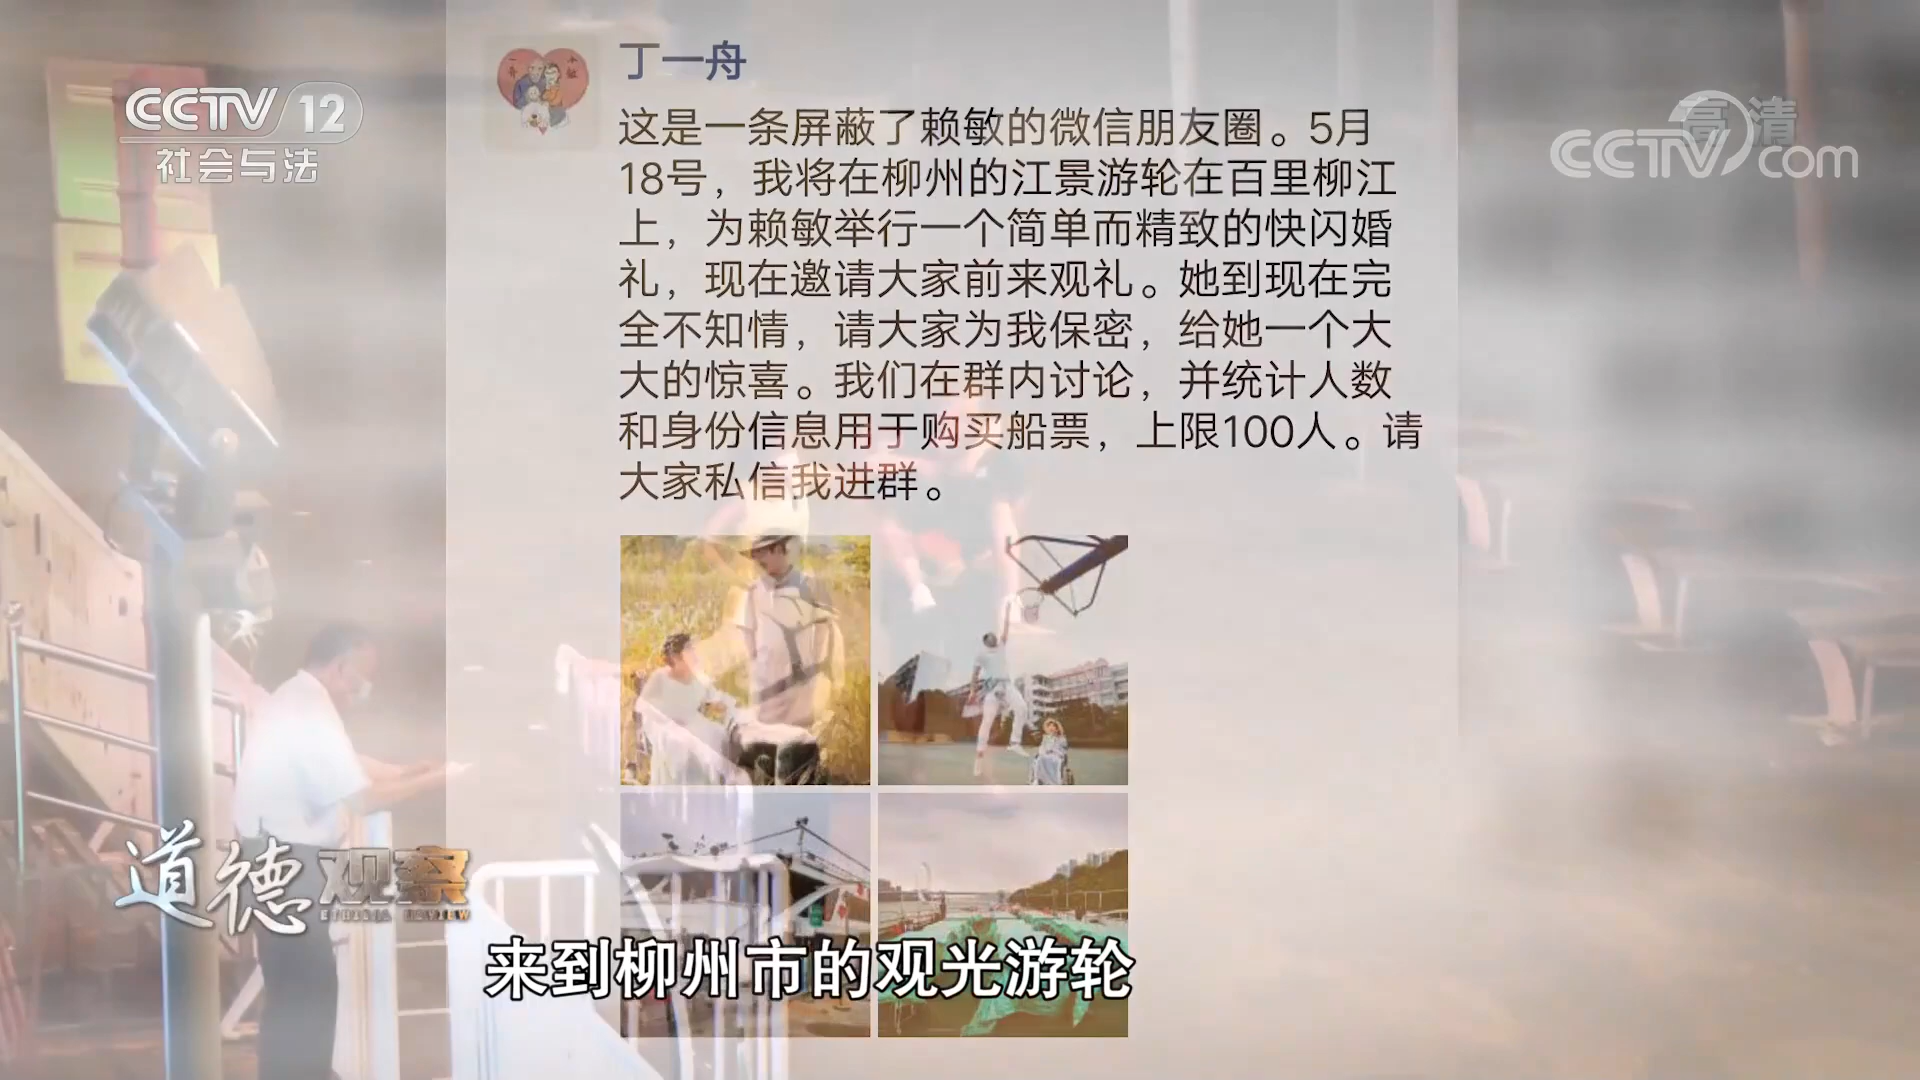 CCTV 12
社会与法
高清
CCTV.com
丁一舟
这是一条屏蔽了赖敏的微信朋友圈。5月
18号，我将在柳州的江景游轮在百里柳江
上，为赖敏举行一个简单而精致的快闪婚
礼，现在邀请大家前来观礼。她到现在完
全不知情，请大家为我保密，给她一个大
大的惊喜。我们在群内讨论，并统计人数
和身份信息用于购买船票，上限100人。请
大家私信我进群。
道德观察
ETHICAL REVIEW
来到柳州市的观光游轮